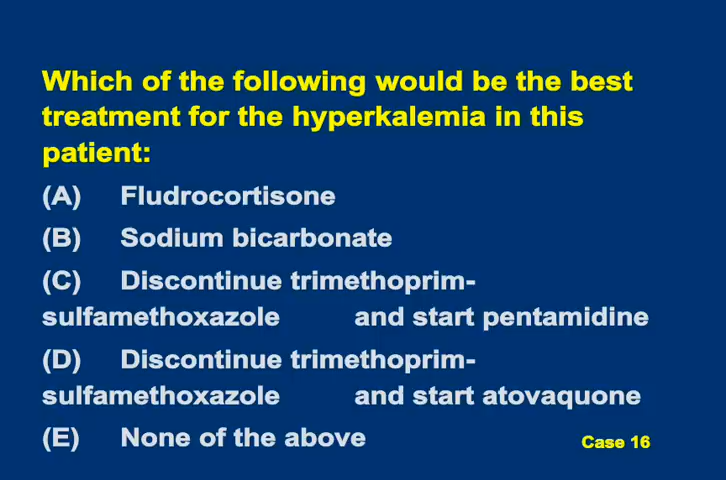 Which of the following would be the best
treatment for the hyperkalemia in this
patient:
(A) Fludrocortisone
(B) Sodium bicarbonate
(C) Discontinue trimethoprim-
sulfamethoxazole and start pentamidine
(D) Discontinue trimethoprim-
sulfamethoxazole and start atovaquone
(E) None of the above
Case 16